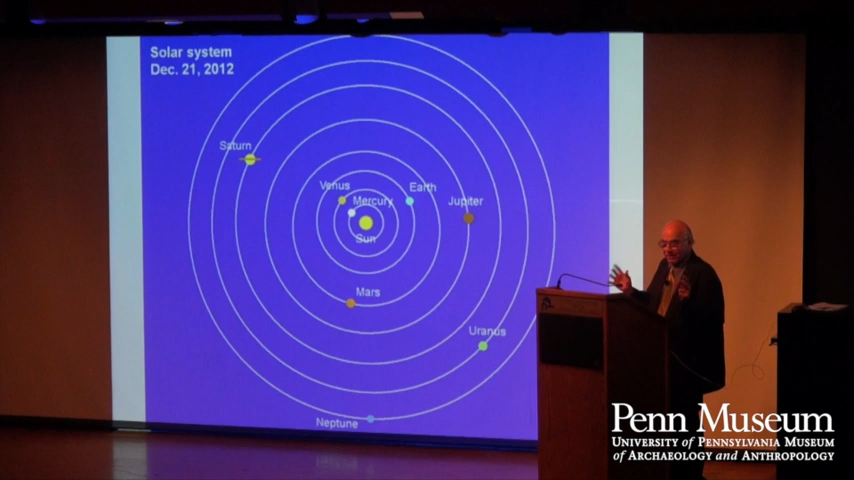 Solar system
Dec. 21, 2012
Saturn
Venus
Earth
Mercury
Jupiter
Sun
Mars
Uranus
Neptune
PENN MUSEUM
UNIVERSITY of PENNSYLVANIA MUSEUM
of ARCHAEOLOGY and ANTHROPOLOGY